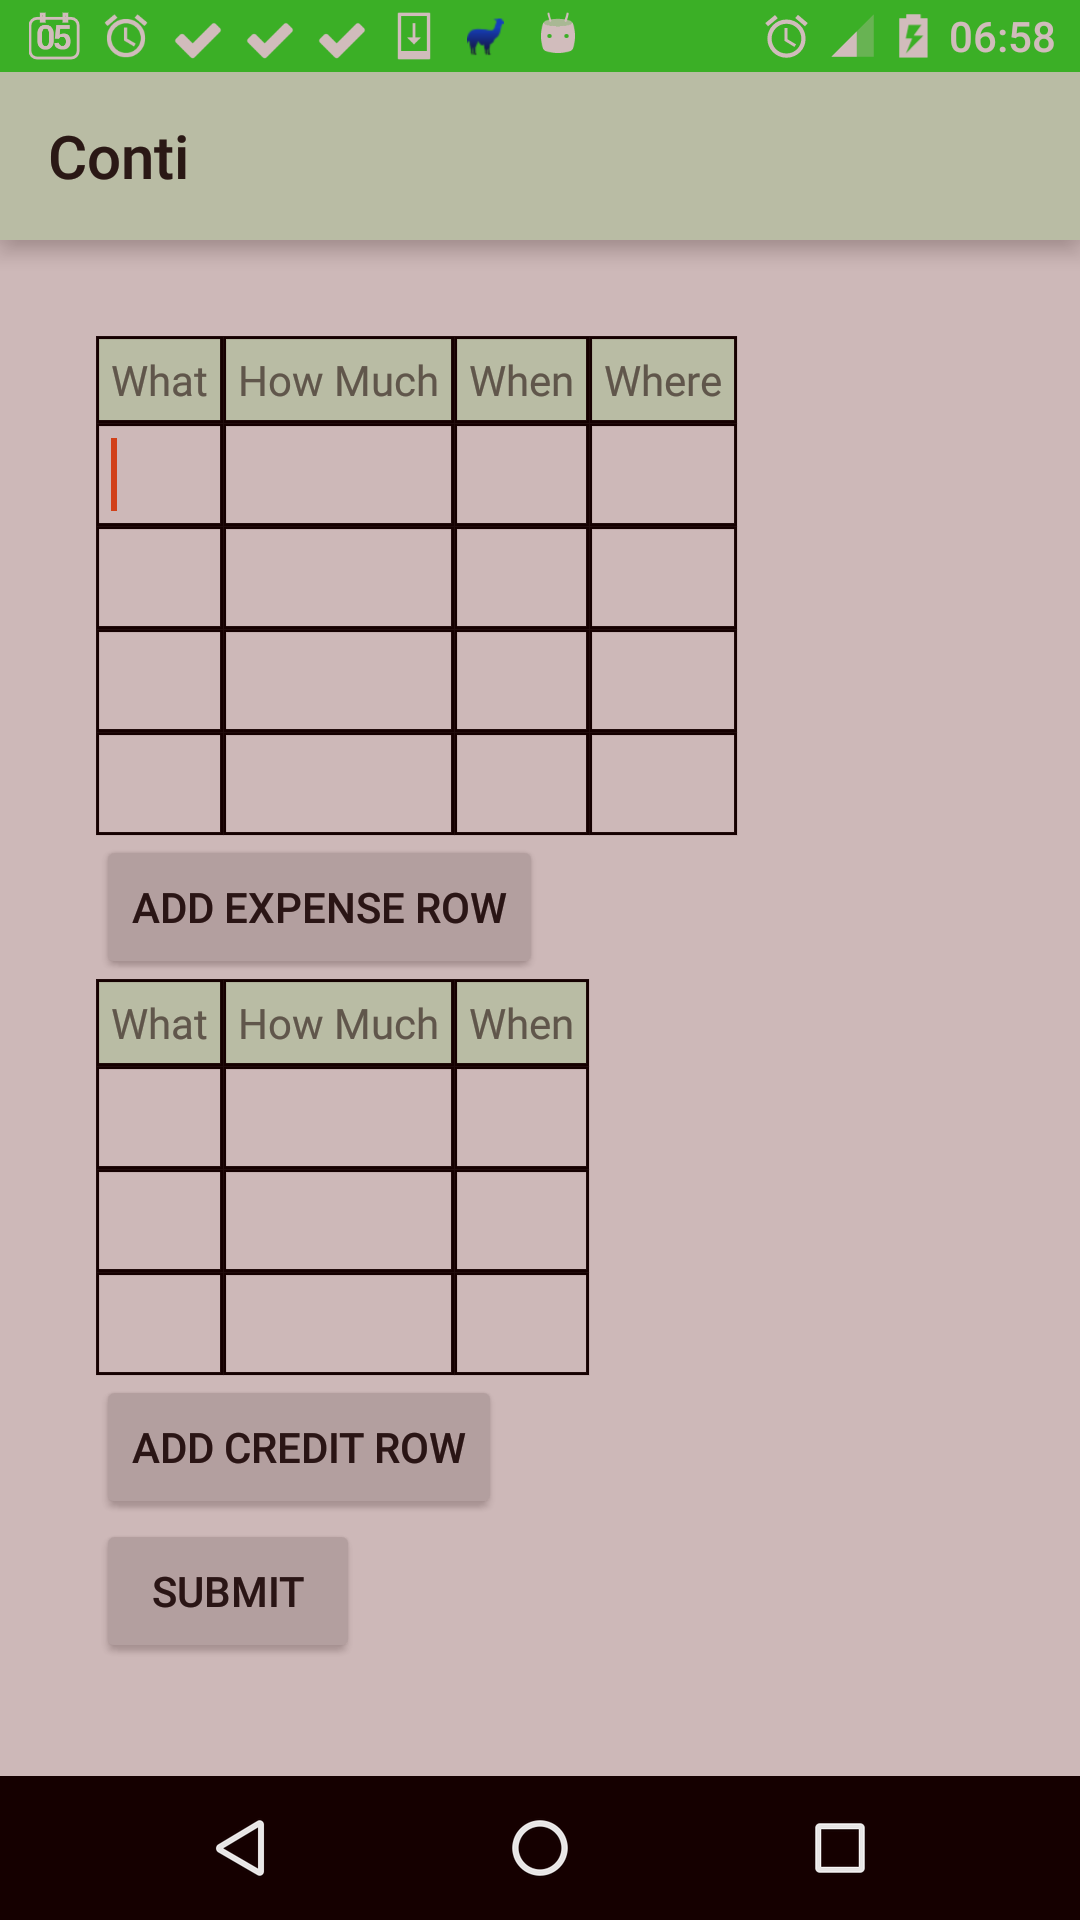 05 06:58
Conti
What How Much When Where
ADD EXPENSE ROW
What How Much When
ADD CREDIT ROW
SUBMIT